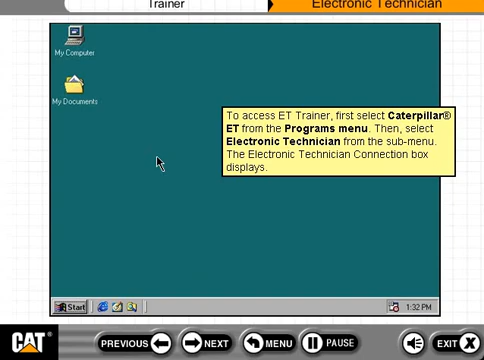 Trainer
Electronic Technician
My Computer
My Documents
To access ET Trainer, first select Caterpillar®
ET from the Programs menu. Then, select
Electronic Technician from the sub-menu.
The Electronic Technician Connection box
displays.
Start
1:32 PM
CAT®
PREVIOUS
NEXT
MENU
PAUSE
EXIT